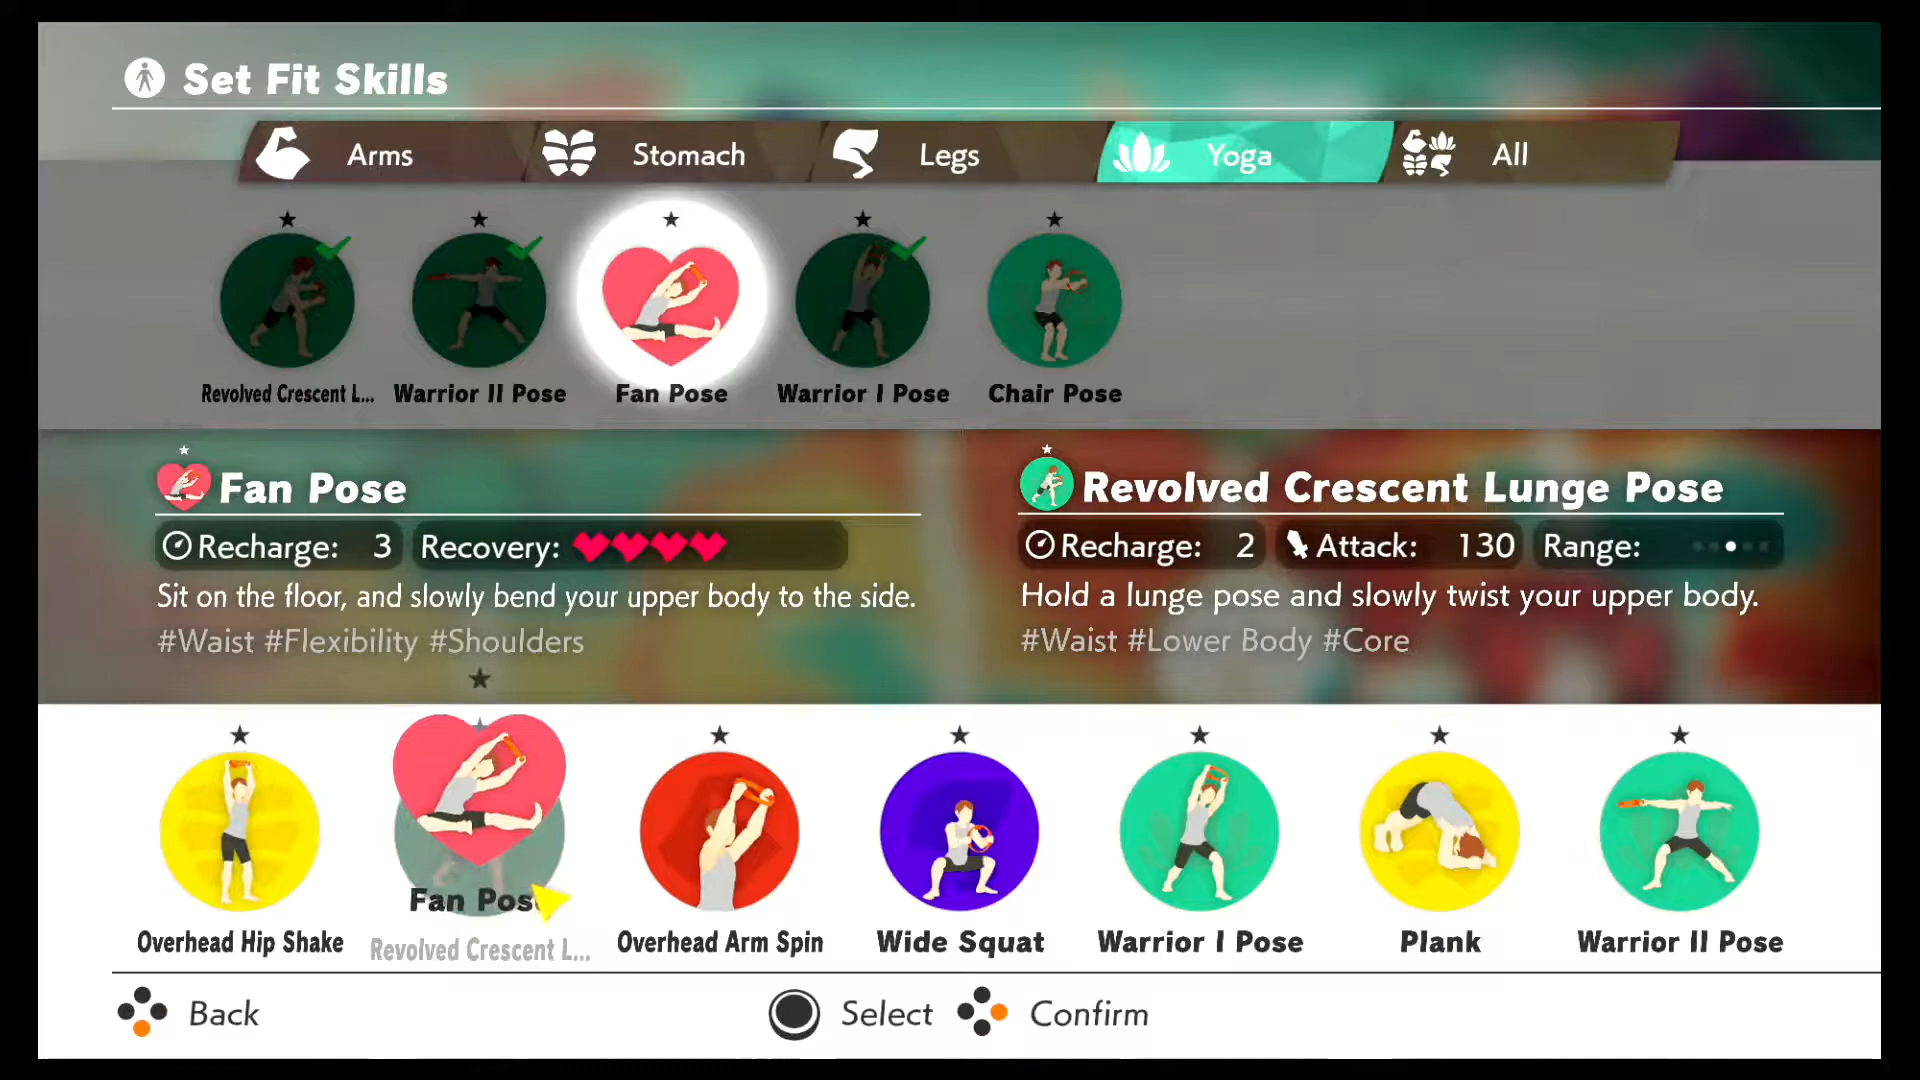 Set Fit Skills
Arms
Stomach
Legs
Yoga
All
Revolved Crescent L...
Warrior II Pose
Fan Pose
Warrior I Pose
Chair Pose
Fan Pose
Recharge: 3
Recovery:
Sit on the floor, and slowly bend your upper body to the side.
#Waist #Flexibility #Shoulders
Revolved Crescent Lunge Pose
Recharge: 2
Attack: 130
Range:
Hold a lunge pose and slowly twist your upper body.
#Waist #Lower Body #Core
Fan Pose
Overhead Hip Shake
Revolved Crescent L...
Overhead Arm Spin
Wide Squat
Warrior I Pose
Plank
Warrior II Pose
Back
Select
Confirm